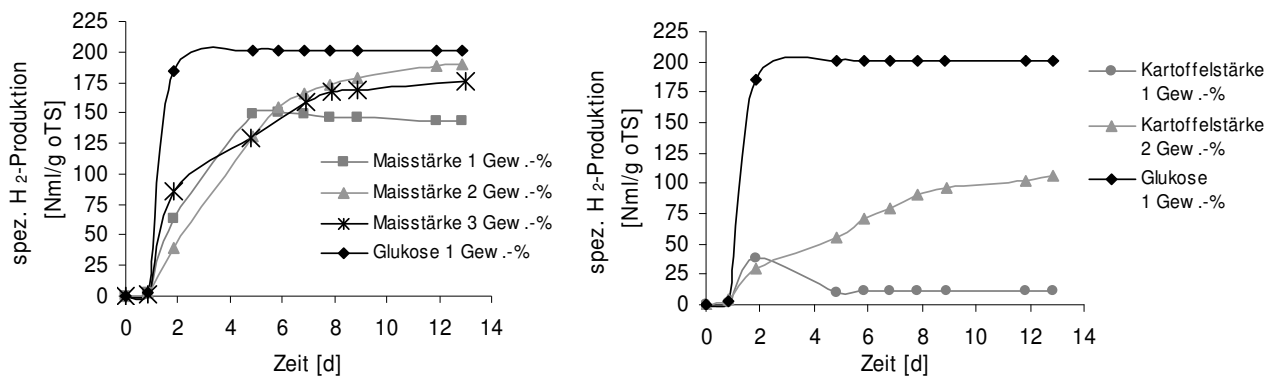 spez. H 2-Produktion
[Nml/g oTS]
225
200
175
150
125
100
75
50
25
0
0 2 4 6 8 10 12 14
Zeit [d]
Maisstärke 1 Gew .-%
Maisstärke 2 Gew .-%
Maisstärke 3 Gew .-%
Glukose 1 Gew .-%
spez. H 2-Produktion
[Nml/g oTS]
225
200
175
150
125
100
75
50
25
0
0 2 4 6 8 10 12 14
Zeit [d]
Kartoffelstärke
1 Gew .-%
Kartoffelstärke
2 Gew .-%
Glukose
1 Gew .-%